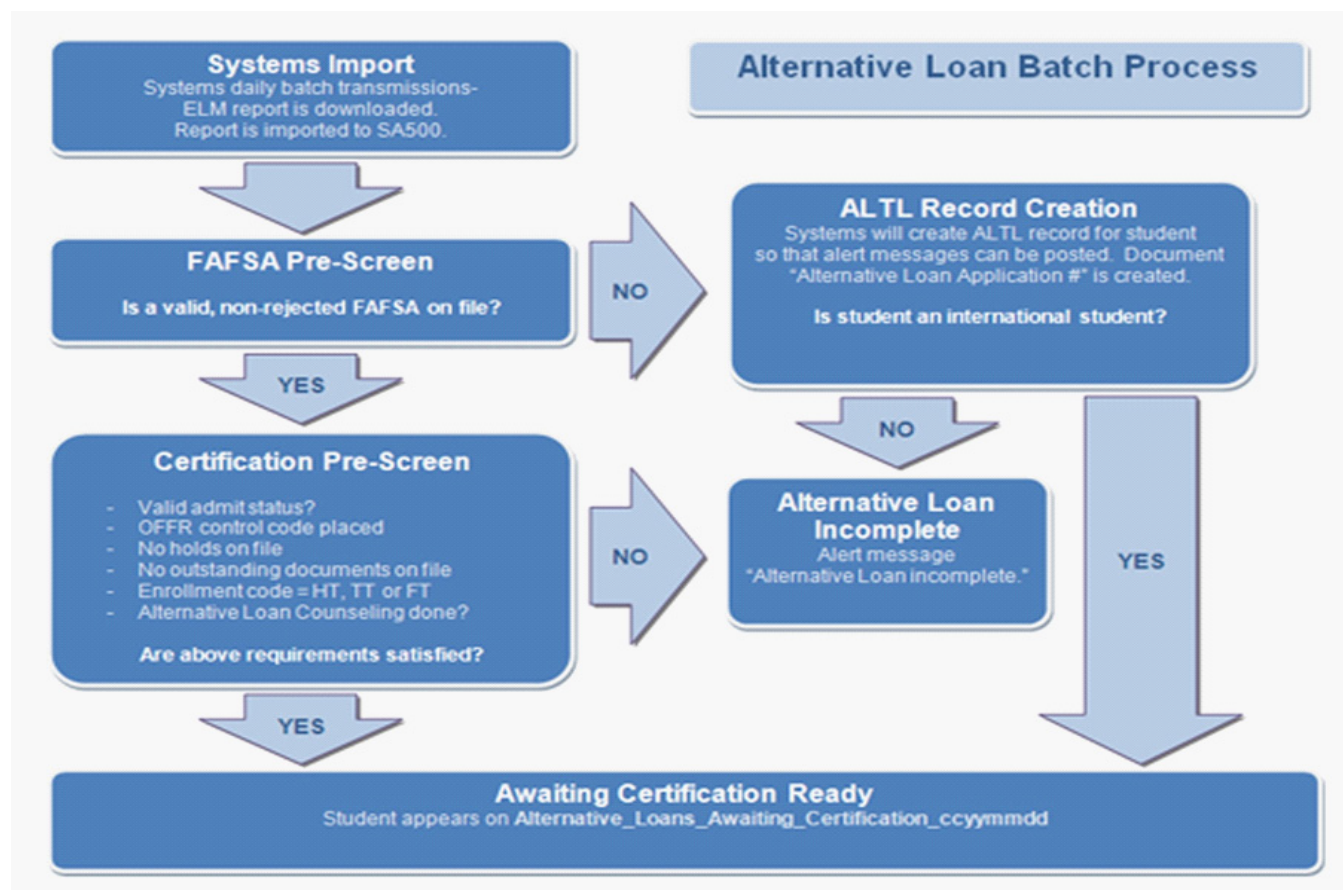 Systems Import
Systems daily batch transmissions-
ELM report is downloaded.
Report is imported to SA500.
Alternative Loan Batch Process
FAFSA Pre-Screen
Is a valid, non-rejected FAFSA on file?
NO
ALTL Record Creation
Systems will create ALTL record for student
so that alert messages can be posted. Document
“Alternative Loan Application #” is created.
Is student an international student?
YES
Certification Pre-Screen
- Valid admit status?
- OFFR control code placed
- No holds on file
- No outstanding documents on file
- Enrollment code = HT, TT or FT
- Alternative Loan Counseling done?
Are above requirements satisfied?
NO
NO
Alternative Loan
Incomplete
Alert message
“Alternative Loan incomplete.”
YES
YES
Awaiting Certification Ready
Student appears on Alternative_Loans_Awaiting_Certification_ccyymmdd